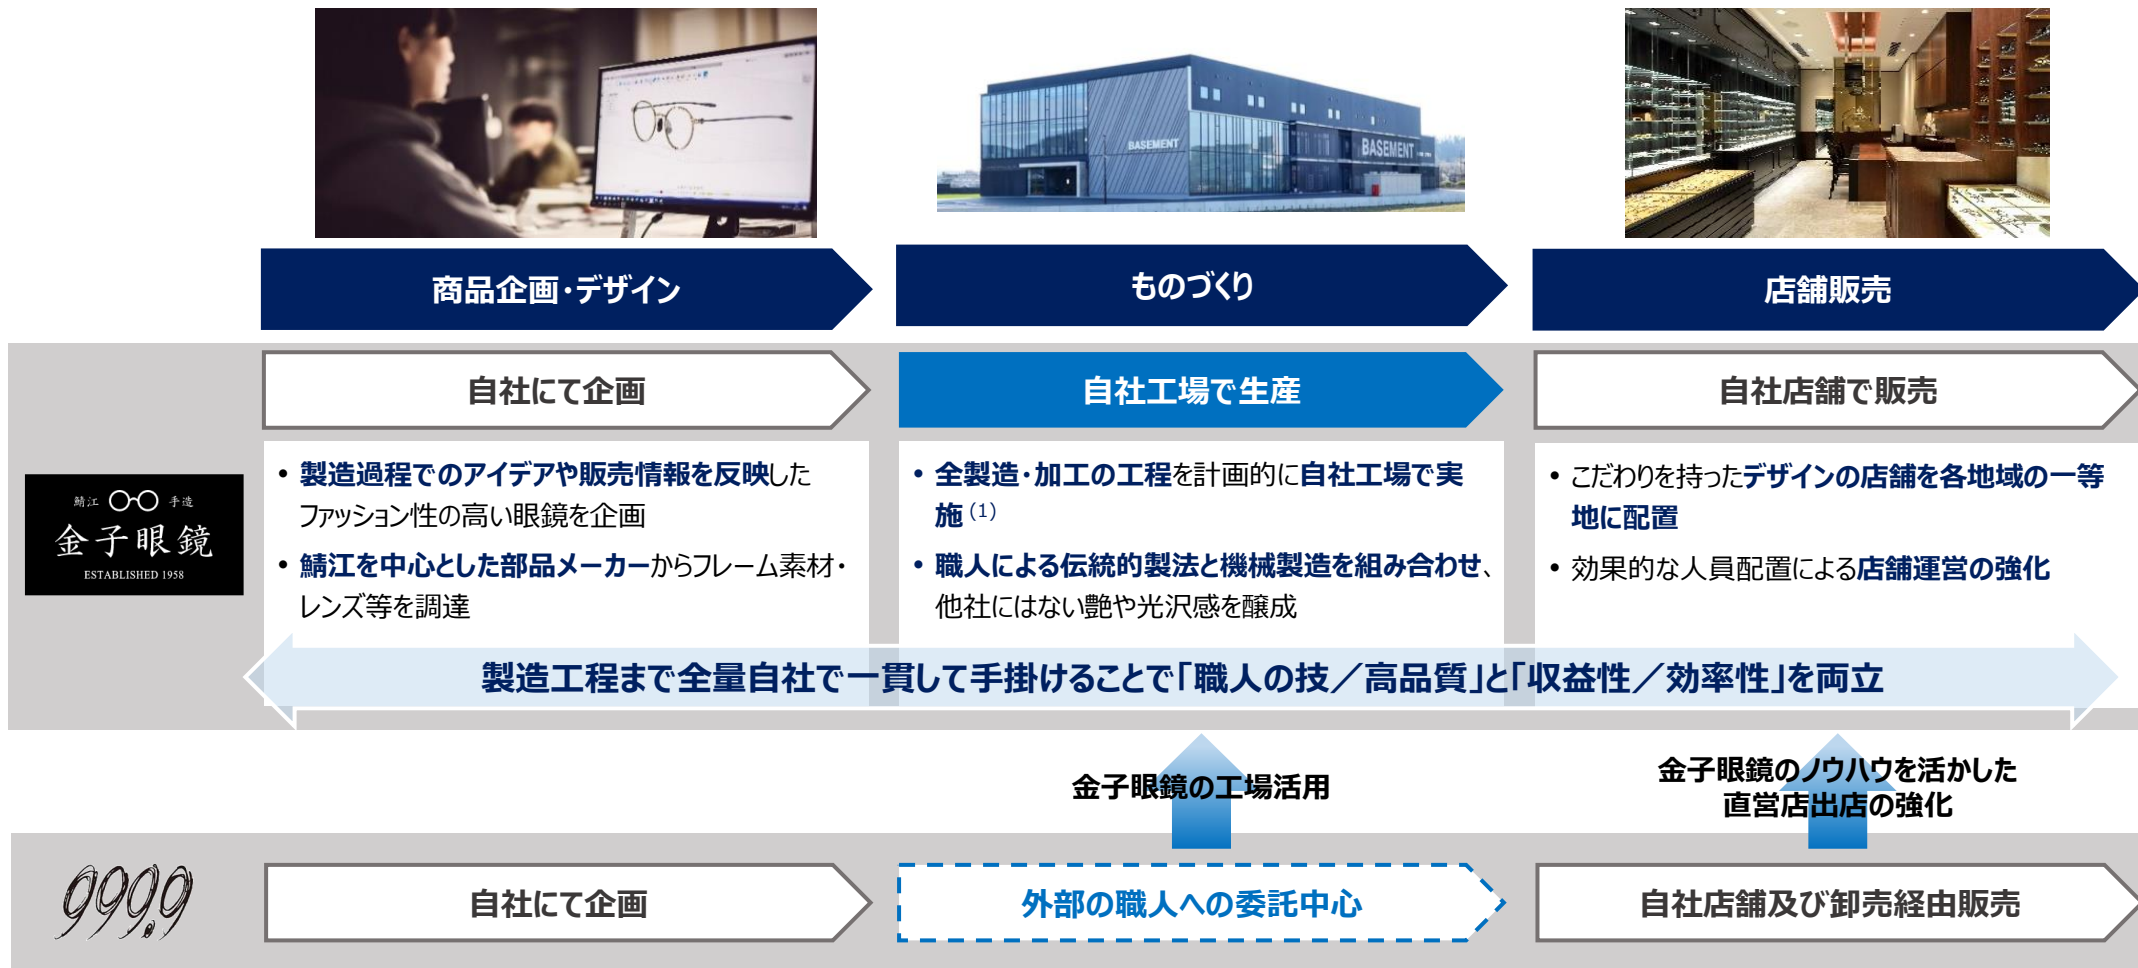 BASEMENT
BASEMENT
商品企画・デザイン
ものづくり
店舗販売
自社にて企画
自社工場で生産
自社店舗で販売
鯖江 手造
金子眼鏡
ESTABLISHED 1958
• 製造過程でのアイデアや販売情報を反映した
ファッション性の高い眼鏡を企画
• 鯖江を中心とした部品メーカーからフレーム素材・
レンズ等を調達
• 全製造・加工の工程を計画的に自社工場で実
施(1)
• 職人による伝統的製法と機械製造を組み合わせ、
他社にはない艶や光沢感を醸成
• こだわりを持ったデザインの店舗を各地域の一等
地に配置
• 効果的な人員配置による店舗運営の強化
製造工程まで全量自社で一貫して手掛けることで「職人の技／高品質」と「収益性／効率性」を両立
金子眼鏡の工場活用
金子眼鏡のノウハウを活かした
直営店出店の強化
999.9
自社にて企画
外部の職人への委託中心
自社店舗及び卸売経由販売